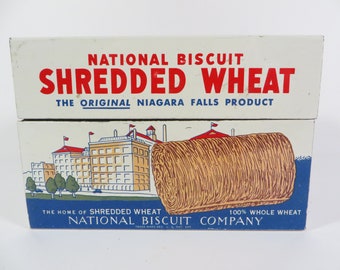 NATIONAL BISCUIT
SHREDDED WHEAT
THE ORIGINAL NIAGARA FALLS PRODUCT
THE HOME OF SHREDDED WHEAT
100% WHOLE WHEAT
NATIONAL BISCUIT COMPANY